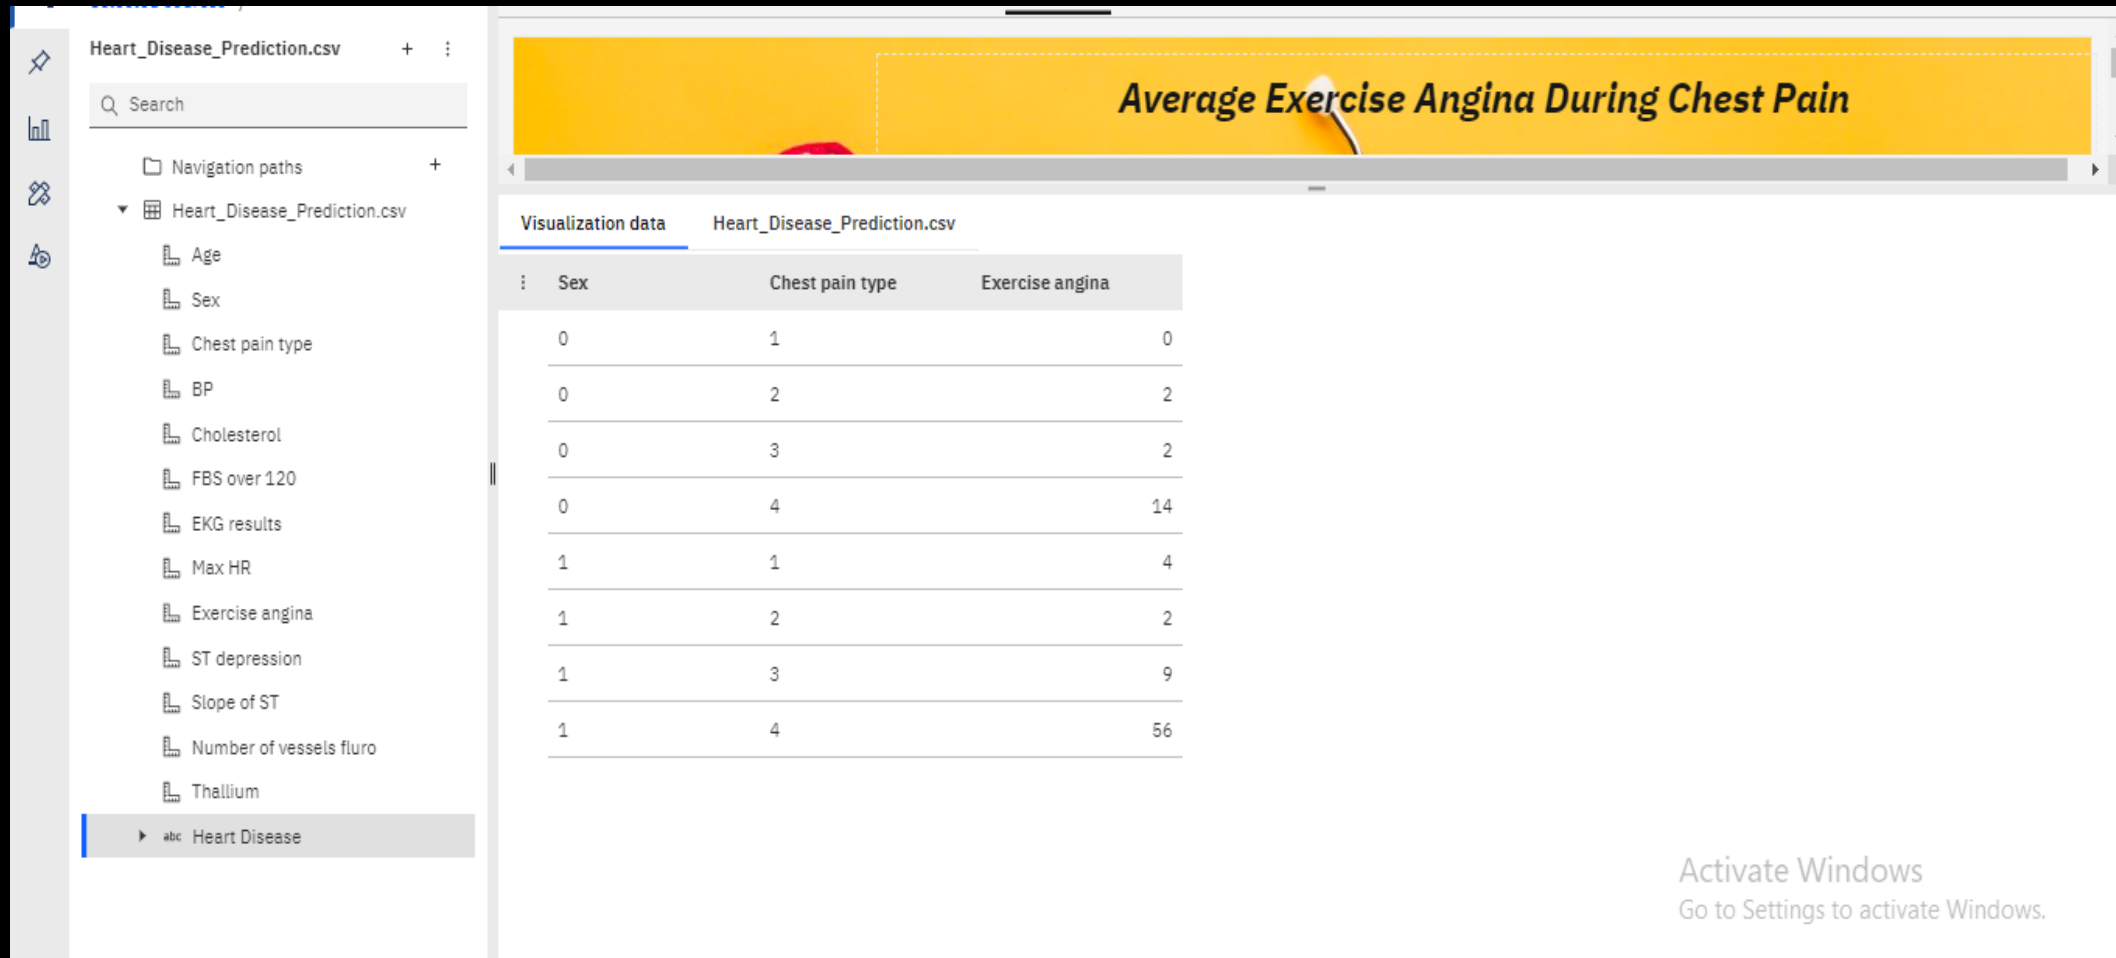 Heart_Disease_Prediction.csv
Search
Navigation paths
Heart_Disease_Prediction.csv
Age
Sex
Chest pain type
BP
Cholesterol
FBS over 120
EKG results
Max HR
Exercise angina
ST depression
Slope of ST
Number of vessels fluro
Thallium
abc Heart Disease
Average Exercise Angina During Chest Pain
Visualization data Heart_Disease_Prediction.csv
Sex Chest pain type Exercise angina
0 1 0
0 2 2
0 3 2
0 4 14
1 1 4
1 2 2
1 3 9
1 4 56
Activate Windows
Go to Settings to activate Windows.